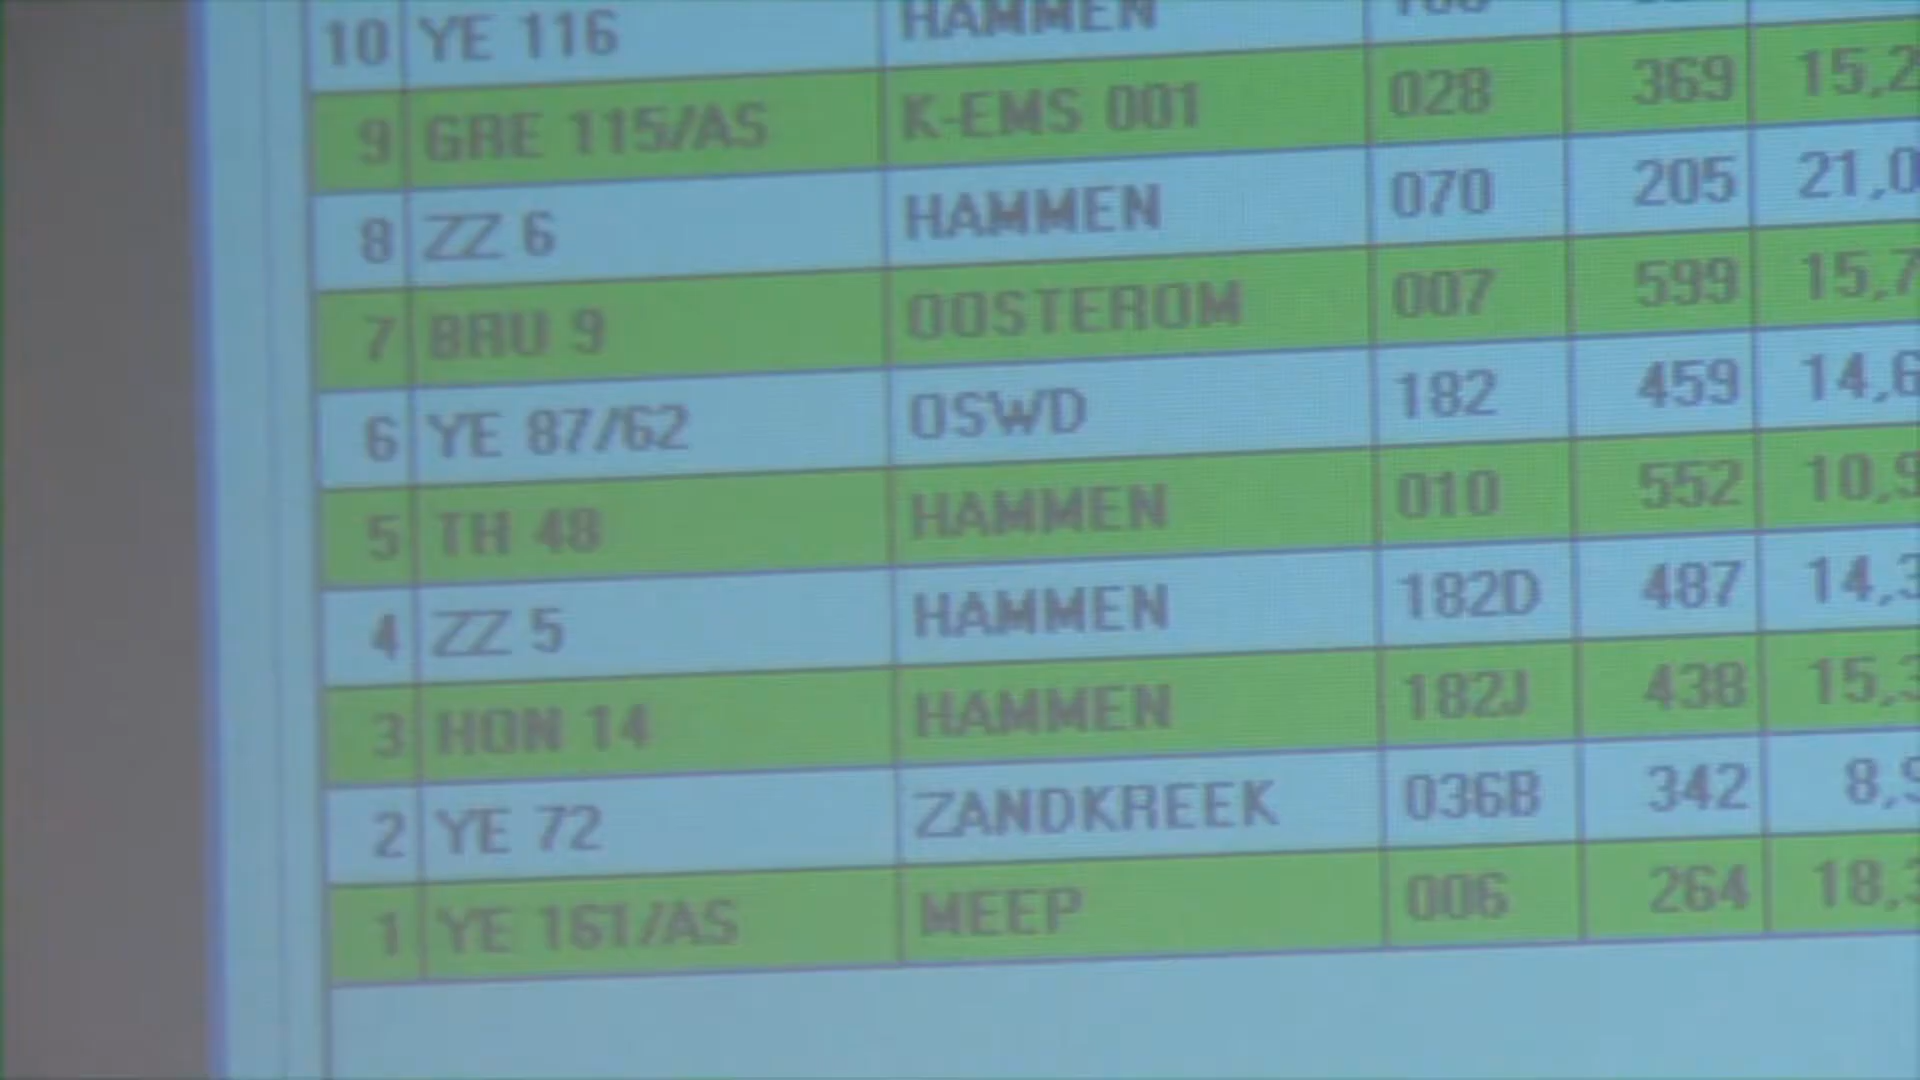 10 YE 116 HAMMEN
9 GRE 115/AS K-EMS 001 028 369 15,2
8 ZZ 6 HAMMEN 070 205 21,0
7 BRU 9 OOSTEROM 007 599 15,7
6 YE 87/62 OSWD 182 459 14,6
5 TH 48 HAMMEN 010 552 10,9
4 ZZ 5 HAMMEN 182D 487 14,3
3 HON 14 HAMMEN 182J 438 15,3
2 YE 72 ZANDKREEK 036B 342 8,9
1 YE 161/AS MEEP 006 264 18,3